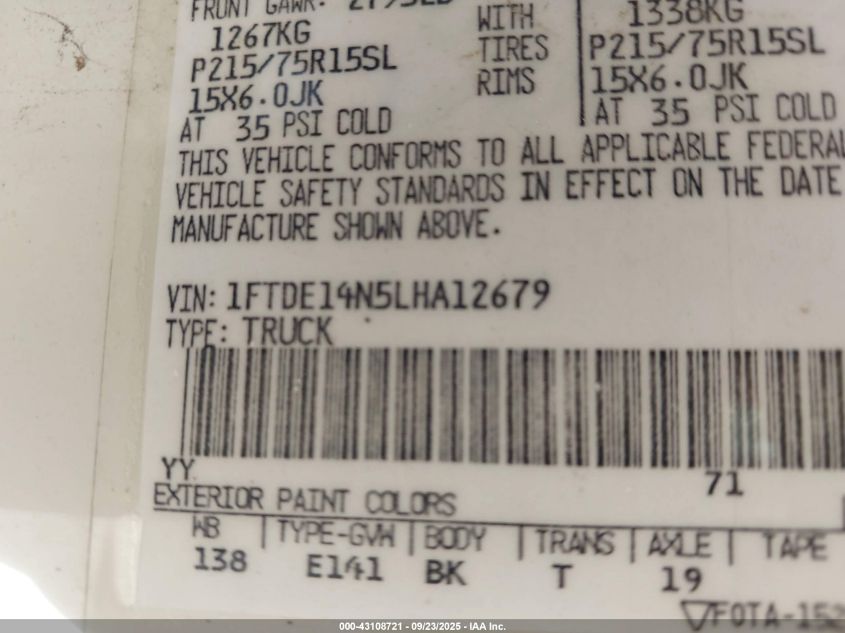 FRONT GAWR: 2795LB
WITH 1338KG
1267KG TIRES P215/75R15SL
P215/75R15SL RIMS 15X6.0JK
15X6.0JK AT 35 PSI COLD
AT 35 PSI COLD
THIS VEHICLE CONFORMS TO ALL APPLICABLE FEDERAL
VEHICLE SAFETY STANDARDS IN EFFECT ON THE DATE
MANUFACTURE SHOWN ABOVE.
VIN: 1FTDE14N5LHA12679
TYPE: TRUCK
YY 71
EXTERIOR PAINT COLORS
WB TYPE-GVW BODY TRANS AXLE TAPE
138 E141 BK T 19
F0TA-152
000-43108721 - 09/23/2025 - IAA Inc.